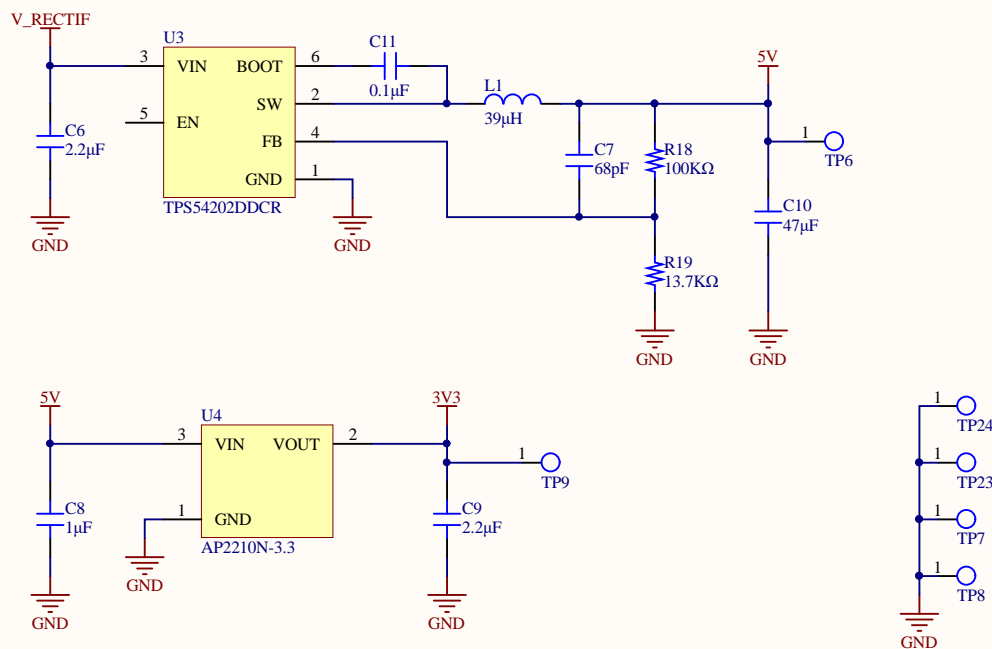 V_RECTIF
U3
3
VIN
BOOT
6
SW
2
5
EN
FB
4
GND
1
TPS54202DDCR
C6
2.2µF
GND
GND
C11
0.1µF
L1
39µH
C7
68pF
R18
100KΩ
R19
13.7KΩ
GND
5V
1
TP6
C10
47µF
GND
5V
U4
3
VIN
VOUT
2
1
GND
AP2210N-3.3
C8
1µF
GND
GND
3V3
1
TP9
C9
2.2µF
GND
1
TP24
1
TP23
1
TP7
1
TP8
GND